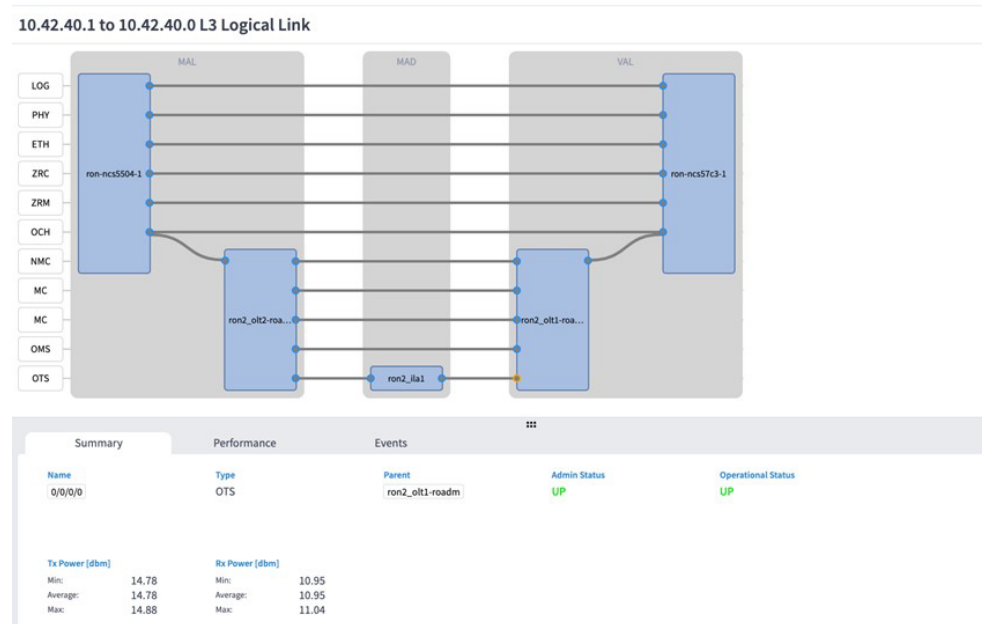 10.42.40.1 to 10.42.40.0 L3 Logical Link
MAL MAD VAL
LOG
PHY
ETH
ZRC ron-ncs5504-1 ron-ncs57c3-1
ZRM
OCH
NMC
MC
MC ron2_olt2-roa... ron2_olt1-roa...
OMS
OTS ron2_ila1
Summary Performance Events
Name Type Parent Admin Status Operational Status
0/0/0/0 OTS ron2_olt1-roadm UP UP
Tx Power [dbm] Rx Power [dbm]
Min: 14.78 Min: 10.95
Average: 14.78 Average: 10.95
Max: 14.88 Max: 11.04